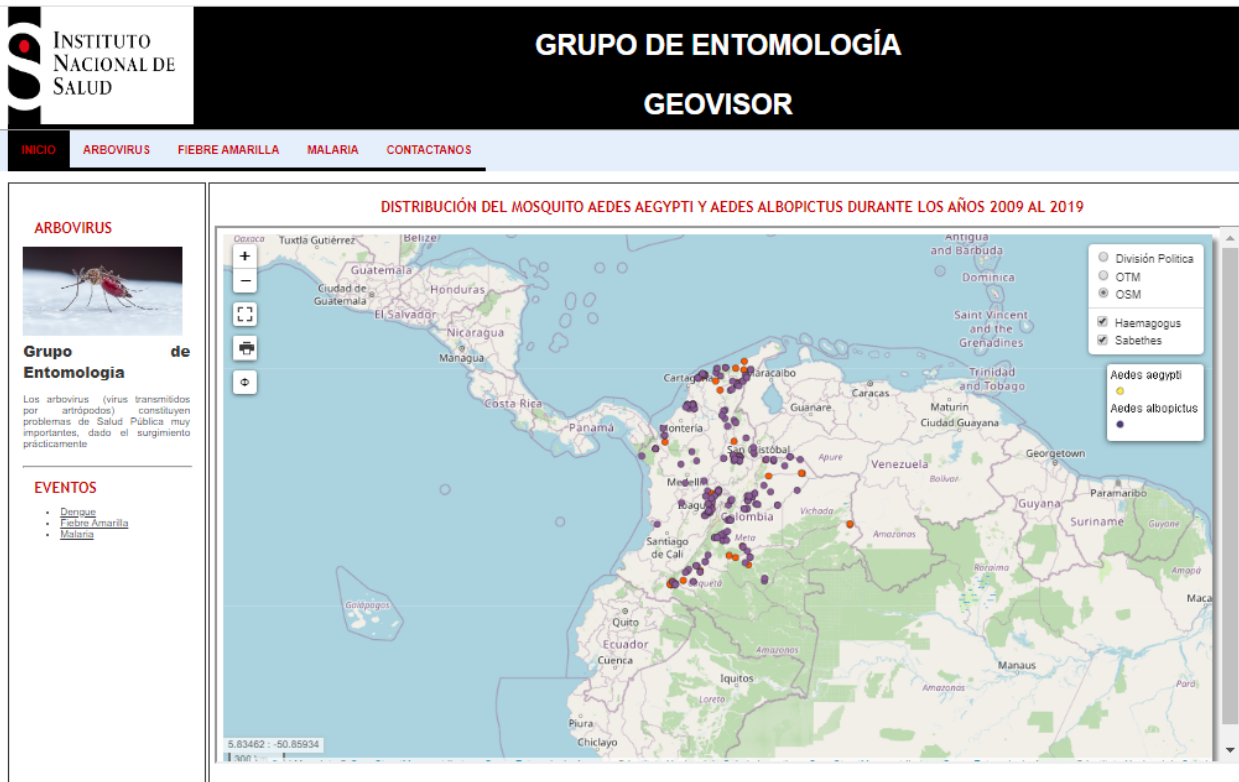 INSTITUTO
NACIONAL DE
SALUD
GRUPO DE ENTOMOLOGÍA
GEOVISOR
INICIO
ARBOVIRUS
FIEBRE AMARILLA
MALARIA
CONTACTANOS
ARBOVIRUS
Grupo de
Entomologia
Los arbovirus (virus transmitidos
por artrópodos) constituyen
problemas de Salud Pública muy
importantes, dado el surgimiento
prácticamente
EVENTOS
Dengue
Fiebre Amarilla
Malaria
DISTRIBUCIÓN DEL MOSQUITO AEDES AEGYPTI Y AEDES ALBOPICTUS DURANTE LOS AÑOS 2009 AL 2019
+
−
División Politica
OTM
OSM
Haemagogus
Sabethes
Aedes aegypti
Aedes albopictus
Oaxaca
Tuxtla Gutiérrez
Belize
Guatemala
Ciudad de
Guatemala
Honduras
El Salvador
Nicaragua
Managua
Costa Rica
Panamá
Antigua
and Barbuda
Dominica
Saint Vincent
and the
Grenadines
Trinidad
and Tobago
Maracaibo
Caracas
Guanare
Maturín
Ciudad Guayana
Montería
San Cristóbal
Apure
Venezuela
Bolívar
Georgetown
Paramaribo
Guyana
Suriname
Guyane
Vichada
Colombia
Meta
Amazonas
Santiago
de Cali
Roraima
Amapá
Galápagos
Quito
Ecuador
Cuenca
Amazonas
Iquitos
Loreto
Manaus
Amazonas
Pará
Piura
Chiclayo
5.83462 : -50.85934